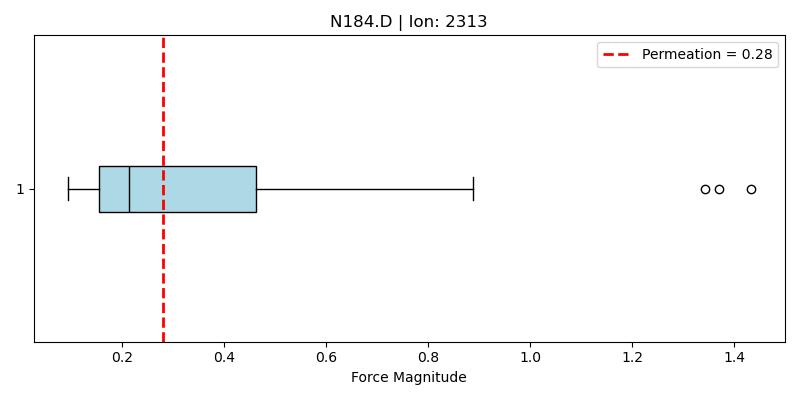 N184.D | Ion: 2313
Permeation = 0.28
1
0.2 0.4 0.6 0.8 1.0 1.2 1.4
Force Magnitude